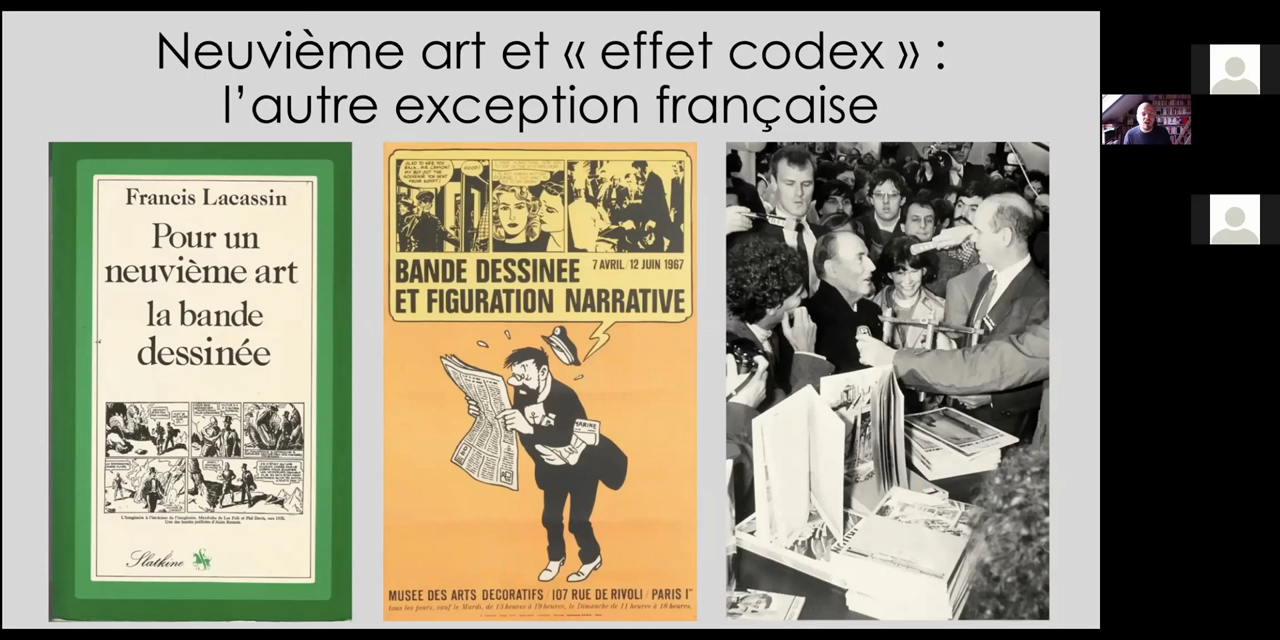 Neuvième art et « effet codex » :
l’autre exception française
Francis Lacassin
Pour un
neuvième art
la bande
dessinée
Slatkine
BANDE DESSINEE
7 AVRIL / 12 JUIN 1967
ET FIGURATION NARRATIVE
MARINE
MUSEE DES ARTS DECORATIFS / 107 RUE DE RIVOLI / PARIS 1er
tous les jours, sauf le Mardi, de 13 heures à 19 heures, le Dimanche de 11 heures à 18 heures.